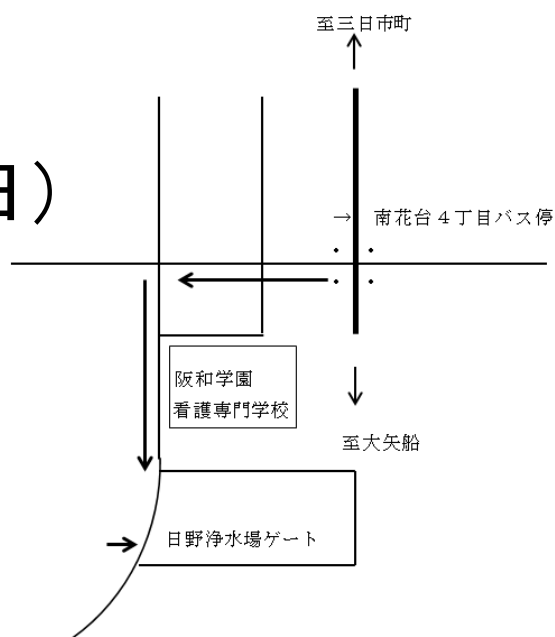 至三日市町
日）
→ 南花台４丁目バス停
阪和学園
看護専門学校
至大矢船
日野浄水場ゲート